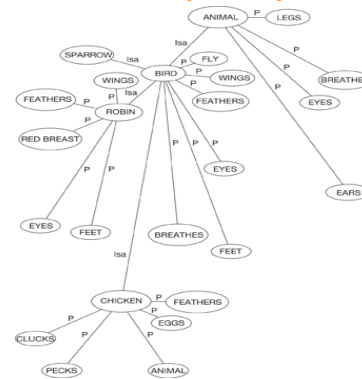 ANIMAL P LEGS
Isa
SPARROW Isa FLY
P
WINGS BIRD P WINGS
P
BREATHE
FEATHERS P Isa P FEATHERS EYES
P
ROBIN
P
RED BREAST
P P
EYES
P
P P P P
EARS
EYES FEET BREATHES
FEET
Isa
CHICKEN P FEATHERS
P
P EGGS
CLUCKS P P
PECKS ANIMAL